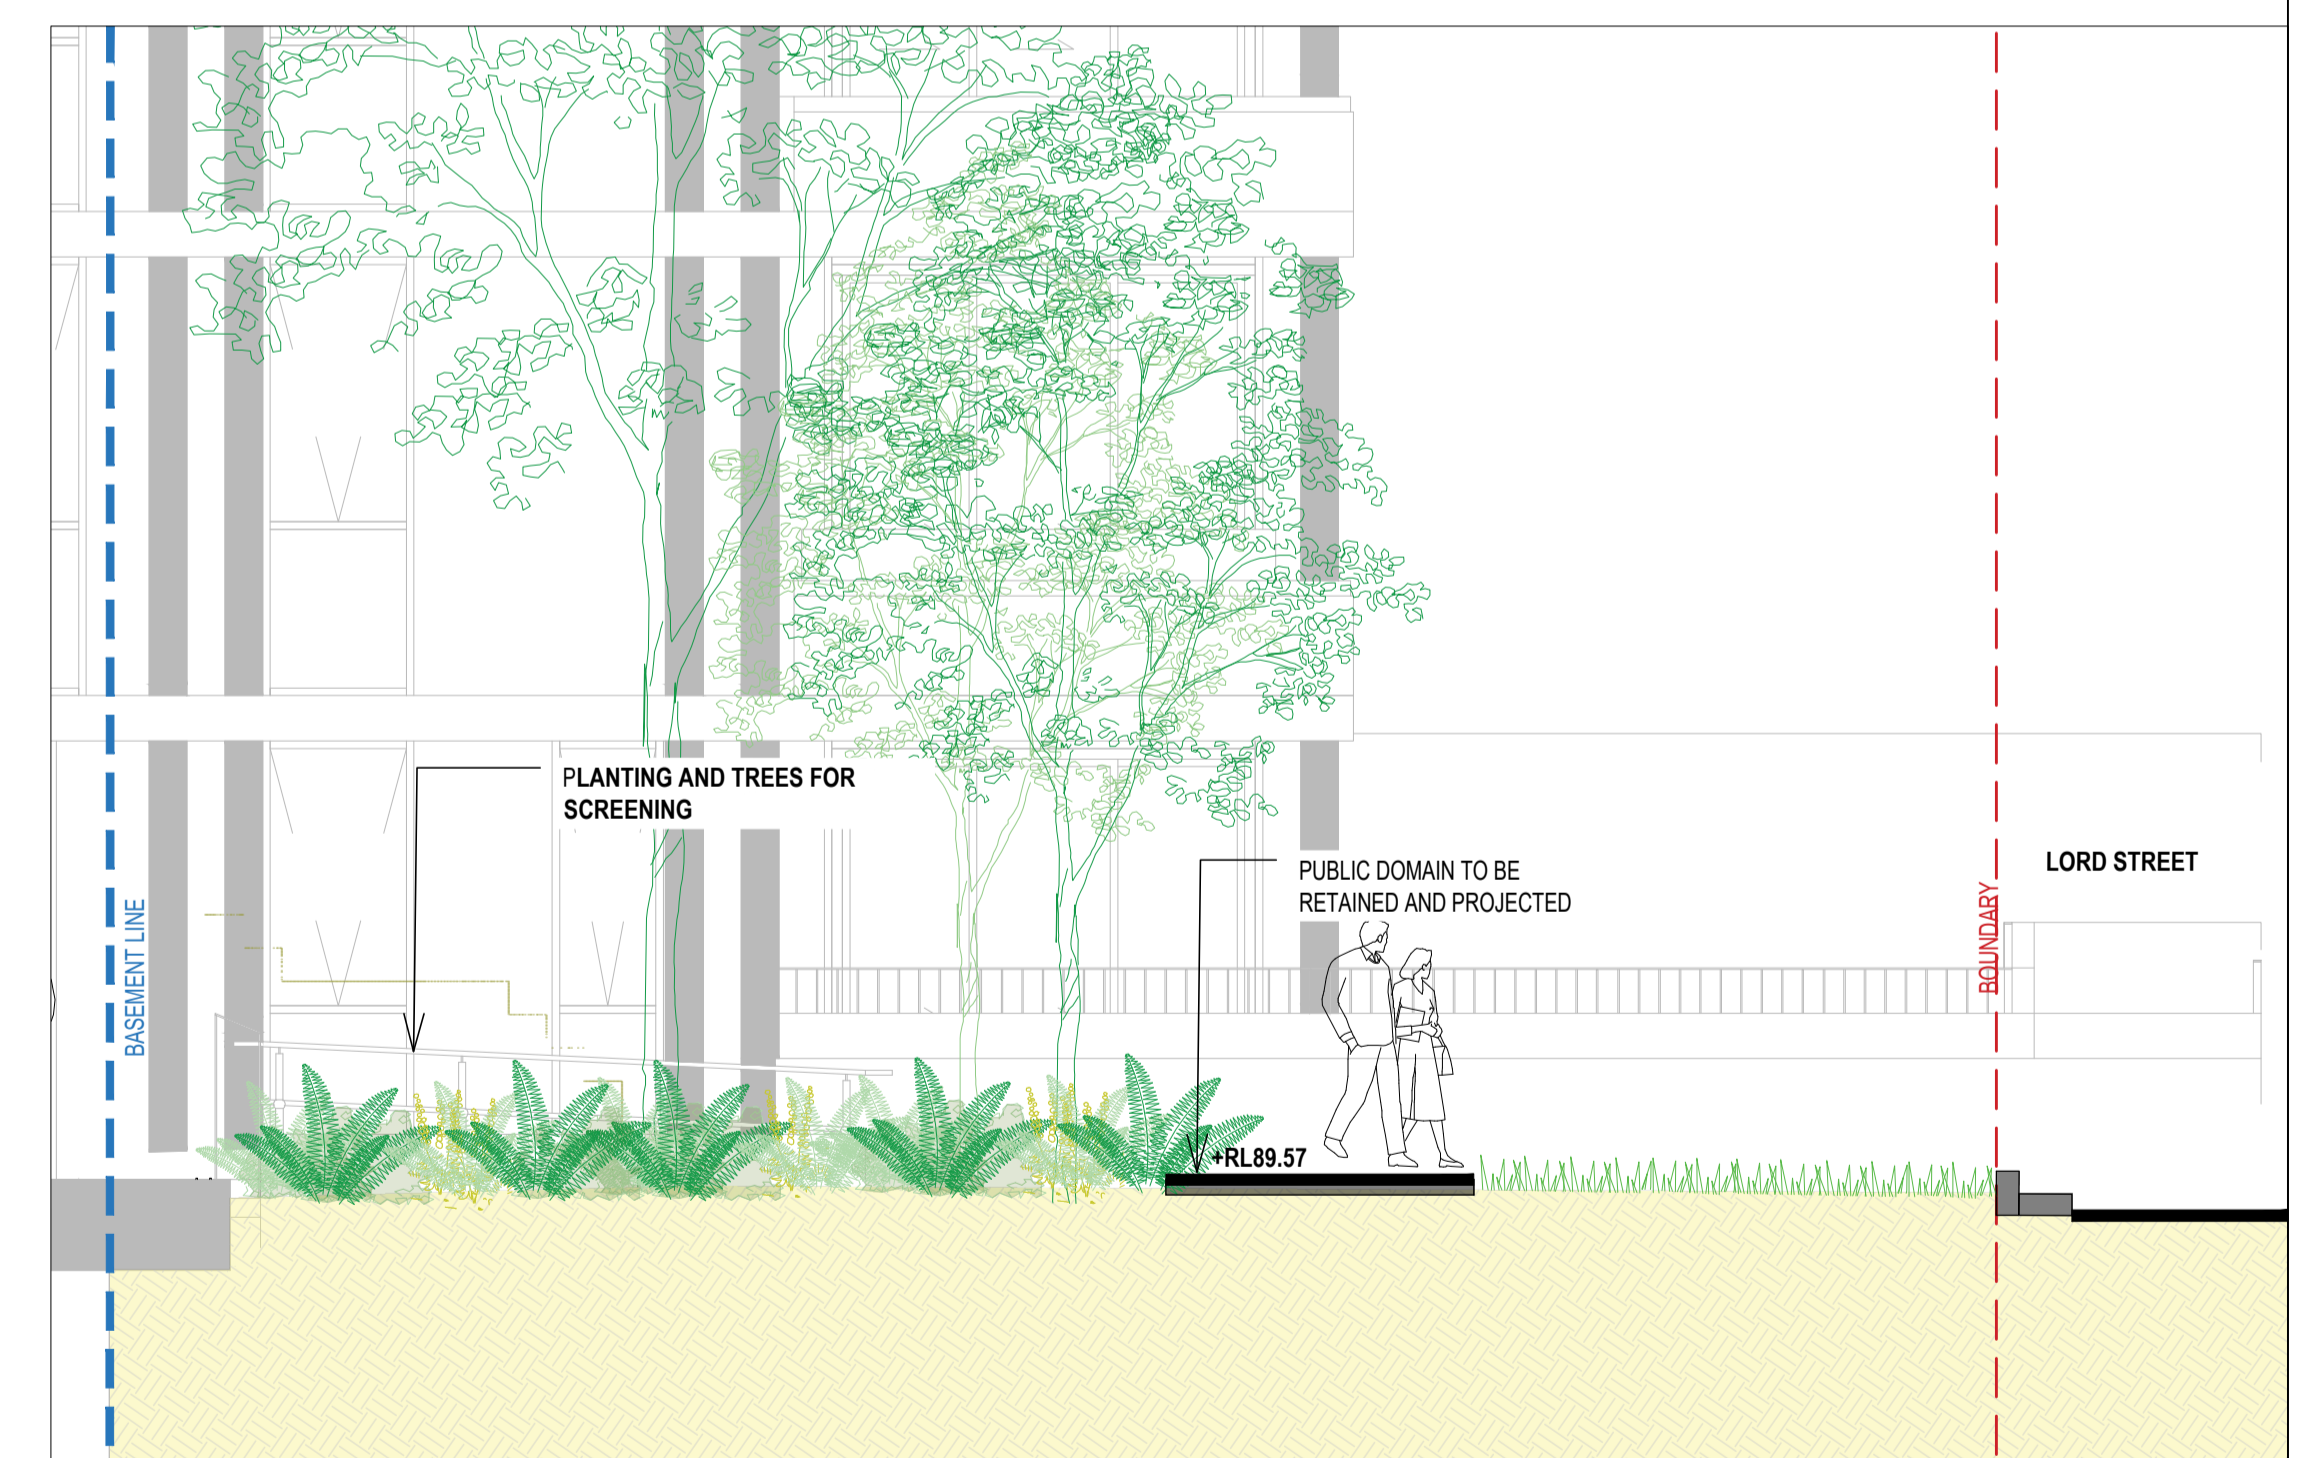 PLANTING AND TREES FOR
SCREENING
PUBLIC DOMAIN TO BE
RETAINED AND PROJECTED
LORD STREET
BASEMENT LINE
BOUNDARY
+RL89.57